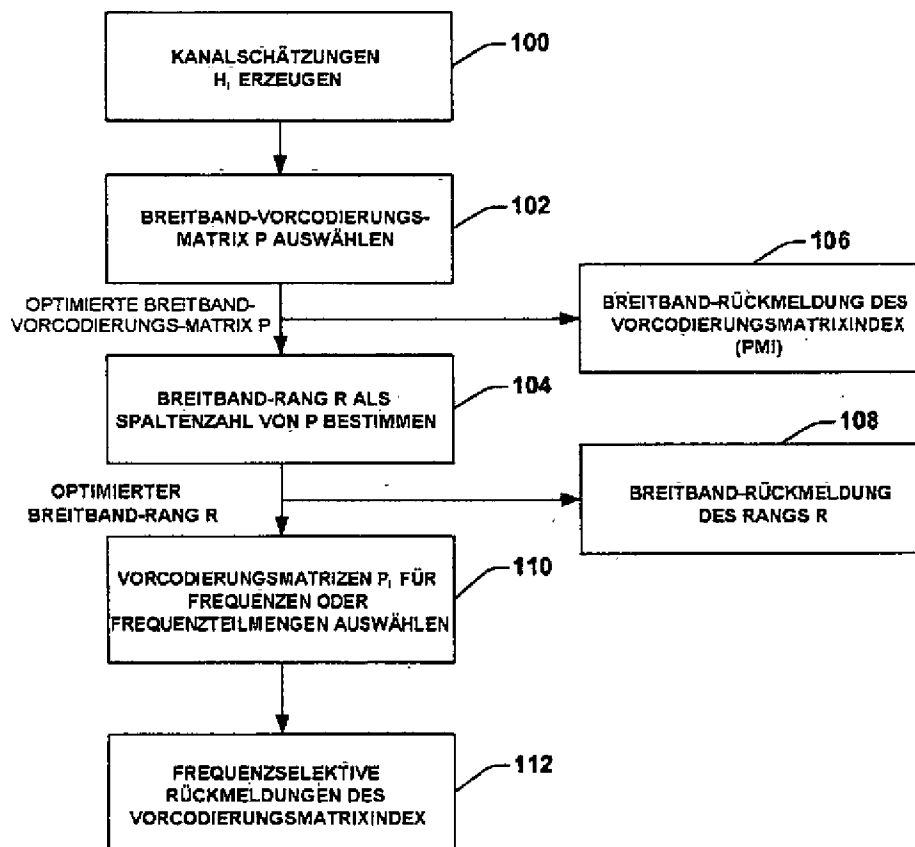 100
KANALSCHÄTZUNGEN
Hᵢ ERZEUGEN
102
BREITBAND-VORCODIERUNGS-
MATRIX P AUSWÄHLEN
106
OPTIMIERTE BREITBAND-
VORCODIERUNGS-MATRIX P
BREITBAND-RÜCKMELDUNG DES
VORCODIERUNGSMATRIXINDEX
(PMI)
104
BREITBAND-RANG R ALS
SPALTENZAHL VON P BESTIMMEN
108
OPTIMIERTER
BREITBAND-RANG R
BREITBAND-RÜCKMELDUNG
DES RANGS R
110
VORCODIERUNGSMATRIZEN Pᵢ FÜR
FREQUENZEN ODER
FREQUENZTEILMENGEN AUSWÄHLEN
112
FREQUENZSELEKTIVE
RÜCKMELDUNGEN DES
VORCODIERUNGSMATRIXINDEX